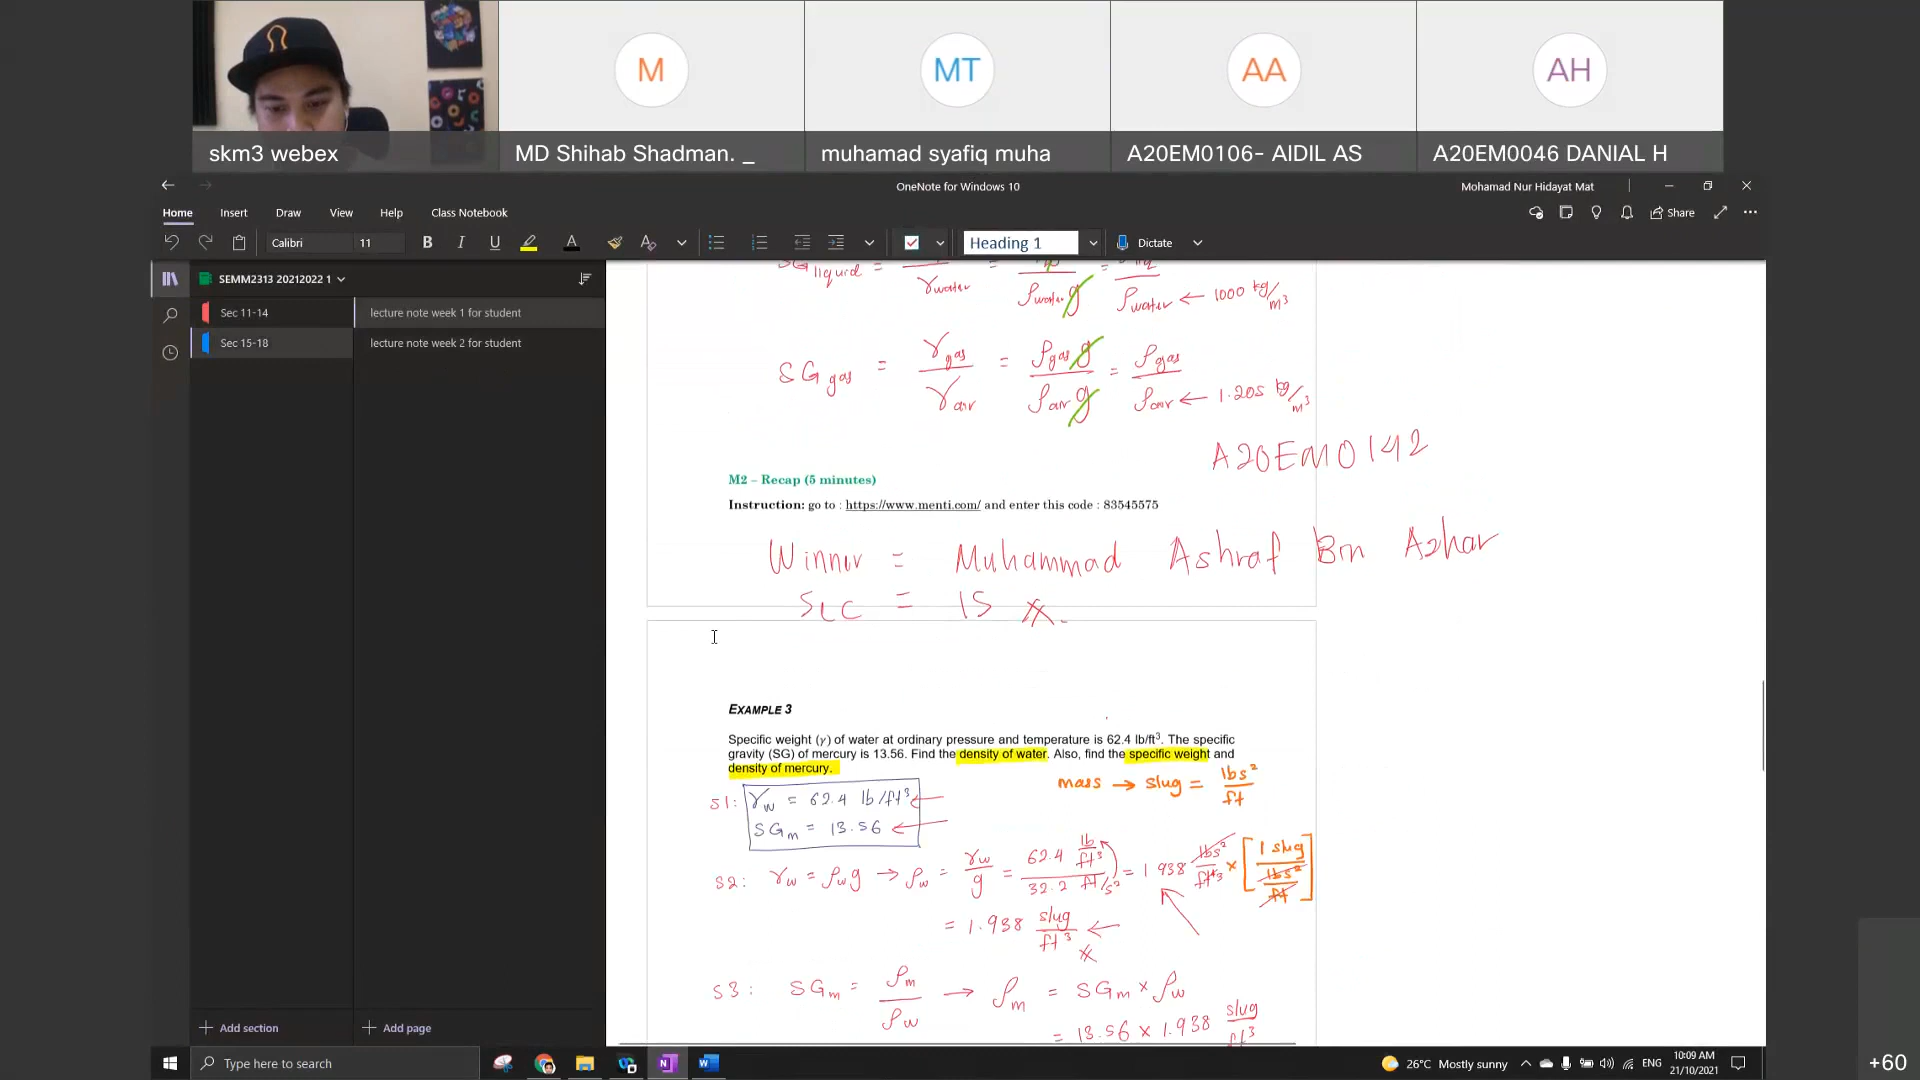 M
MT
AA
AH
skm3 webex
MD Shihab Shadman. _
muhamad syafiq muha
A20EM0106- AIDIL AS
A20EM0046 DANIAL H
OneNote for Windows 10
Mohamad Nur Hidayat Mat
Home Insert Draw View Help Class Notebook
Share
Calibri 11 B I U A Heading 1 Dictate
SEMM2313 20212022 1
Sec 11-14
lecture note week 1 for student
Sec 15-18
lecture note week 2 for student
SG liquid = γwater = ρwater g = ρwater ← 1000 kg/m³
SG gas = γgas / γair = ρgas g / ρair g = ρgas / ρair ← 1.205 kg/m³
A20EM0142
M2 – Recap (5 minutes)
Instruction: go to : https://www.menti.com/ and enter this code : 83545575
Winner = Muhammad Ashraf Bin Azhar
Sec = 15
EXAMPLE 3
Specific weight (γ) of water at ordinary pressure and temperature is 62.4 lb/ft³. The specific
gravity (SG) of mercury is 13.56. Find the density of water. Also, find the specific weight and
density of mercury.
mass → slug = lbs²/ft
S1: γw = 62.4 lb/ft³
SGm = 13.56
S2: γw = ρw g → ρw = γw/g = 62.4 lb/ft³ / 32.2 ft/s² = 1.938 lbs²/ft⁴ × [1 slug / lbs²/ft]
= 1.938 slug/ft³
S3: SGm = ρm/ρw → ρm = SGm × ρw
= 13.56 × 1.938 slug/ft³
Add section
Add page
Type here to search
26°C Mostly sunny
ENG
10:09 AM
21/10/2021
+60